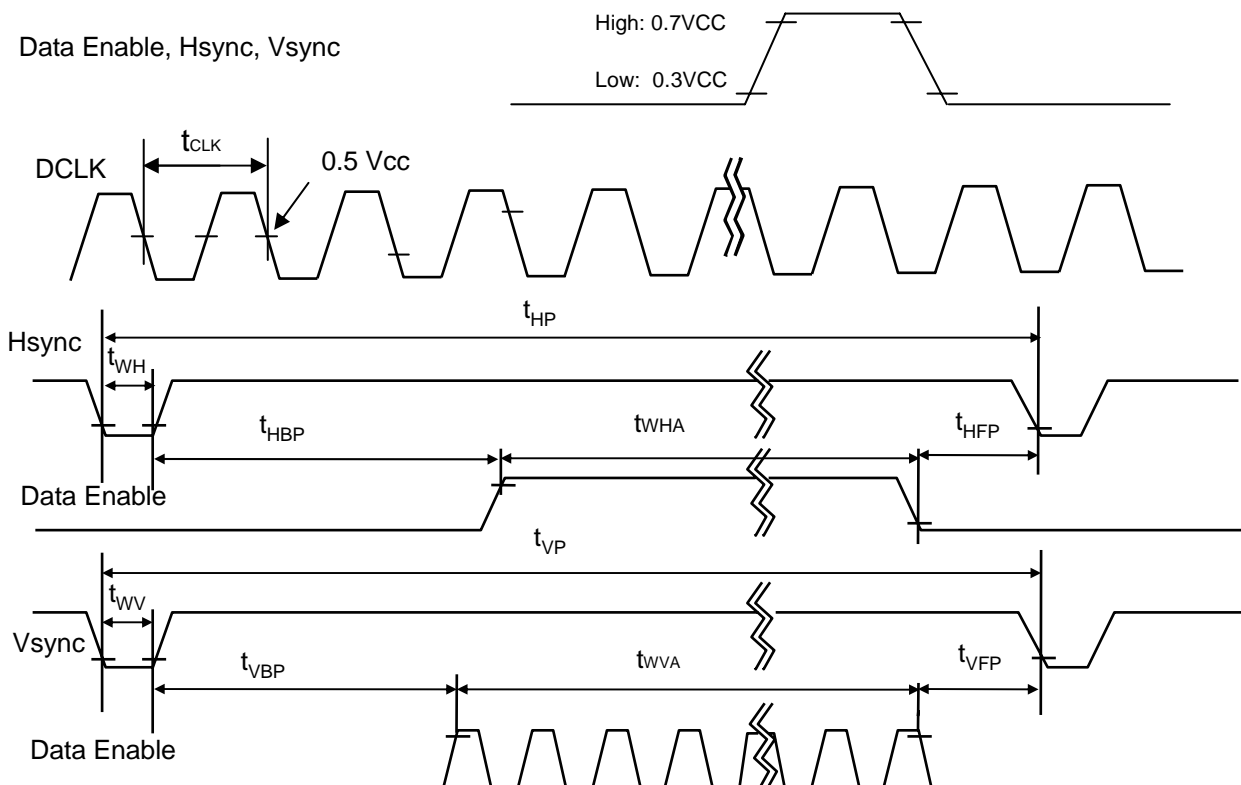 High: 0.7VCC
Data Enable, Hsync, Vsync
Low: 0.3VCC
tCLK
DCLK
0.5 Vcc
tHP
Hsync
tWH
tHBP
tWHA
tHFP
Data Enable
tVP
tWV
Vsync
tVBP
tWVA
tVFP
Data Enable